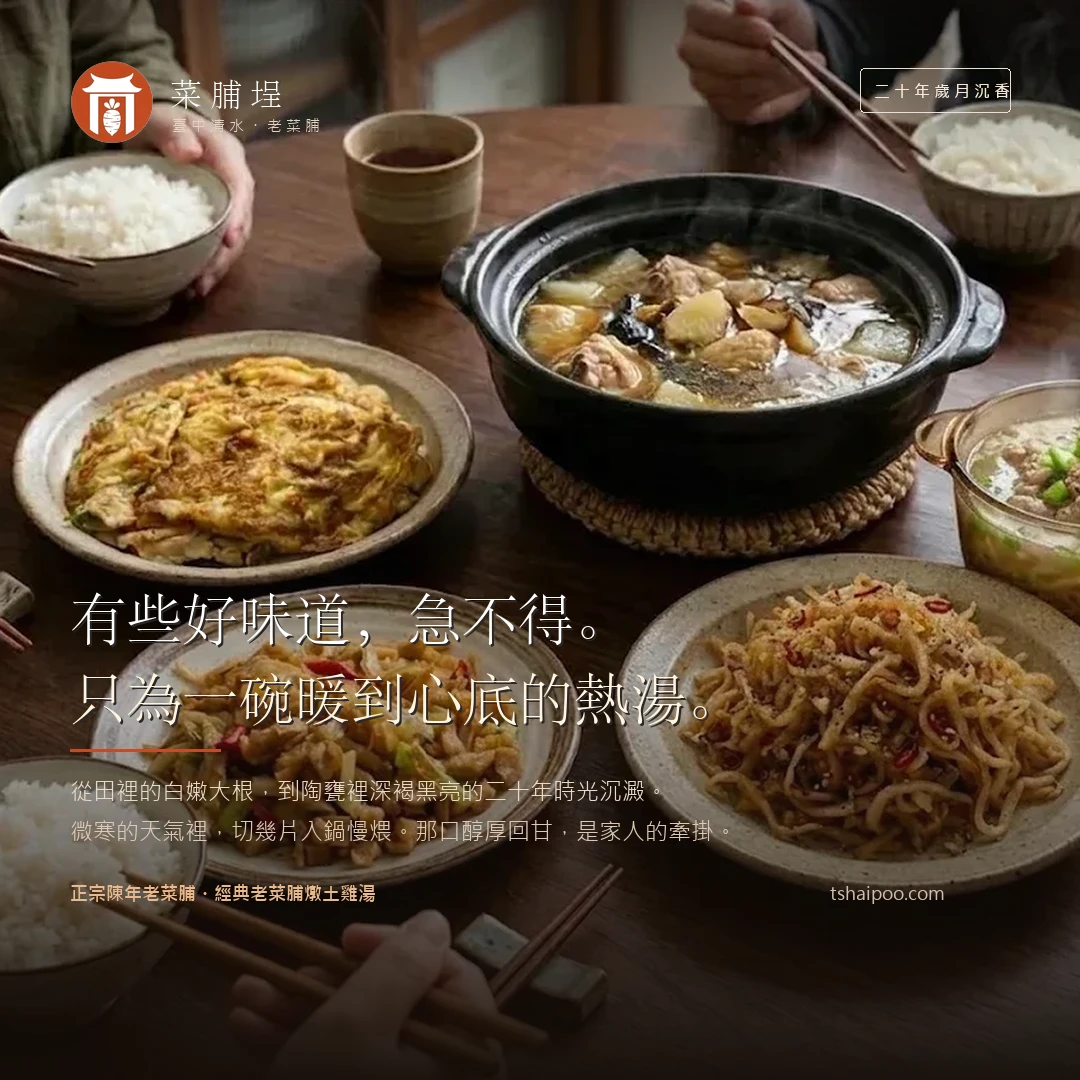 菜脯埕
臺中清水·老菜脯
二十年歲月沉香
有些好味道，急不得。
只為一碗暖到心底的熱湯。
從田裡的白嫩大根，到陶甕裡深褐黑亮的二十年時光沉澱。
微寒的天氣裡，切幾片入鍋慢煨。那口醇厚回甘，是家人的牽掛。
正宗陳年老菜脯·經典老菜脯燉土雞湯
tshaipoo.com